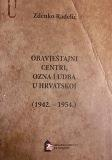 Zdenko Radelić
OBAVJEŠTAJNI
CENTRI,
OZNA I UDBA
U HRVATSKOJ
(1942. – 1954.)